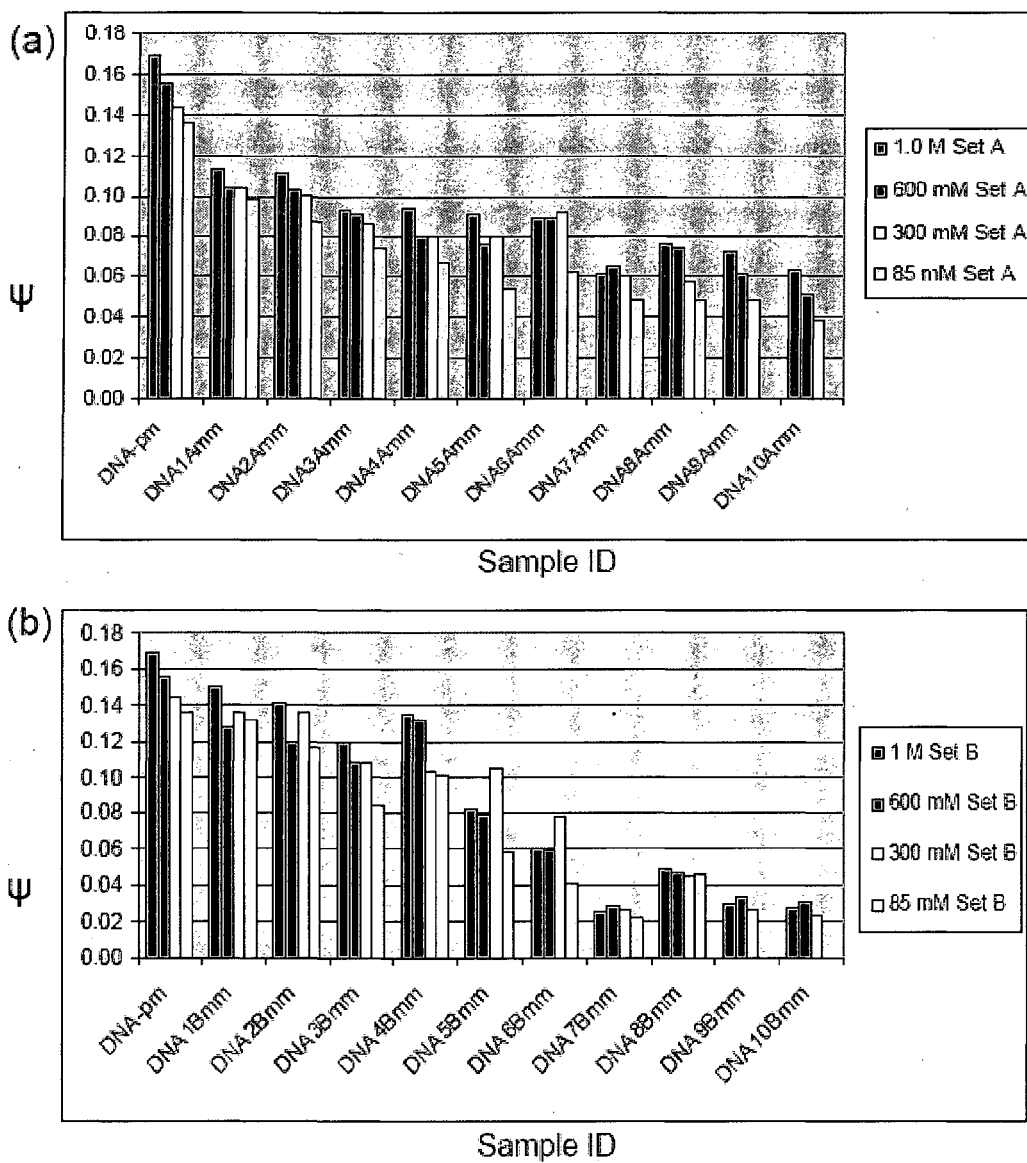 (a)
0.18
0.16
0.14
0.12
0.10
0.08
0.06
0.04
0.02
0.00
Ψ
DNA-pm
DNA1Amm
DNA2Amm
DNA3Amm
DNA4Amm
DNA5Amm
DNA6Amm
DNA7Amm
DNA8Amm
DNA9Amm
DNA10Amm
Sample ID
1.0 M Set A
600 mM Set A
300 mM Set A
85 mM Set A
(b)
0.18
0.16
0.14
0.12
0.10
0.08
0.06
0.04
0.02
0.00
Ψ
DNA-pm
DNA 1Bmm
DNA 2Bmm
DNA 3Bmm
DNA 4Bmm
DNA 5Bmm
DNA 6Bmm
DNA 7Bmm
DNA 8Bmm
DNA 9Bmm
DNA 10Bmm
Sample ID
1 M Set B
600 mM Set B
300 mM Set B
85 mM Set B